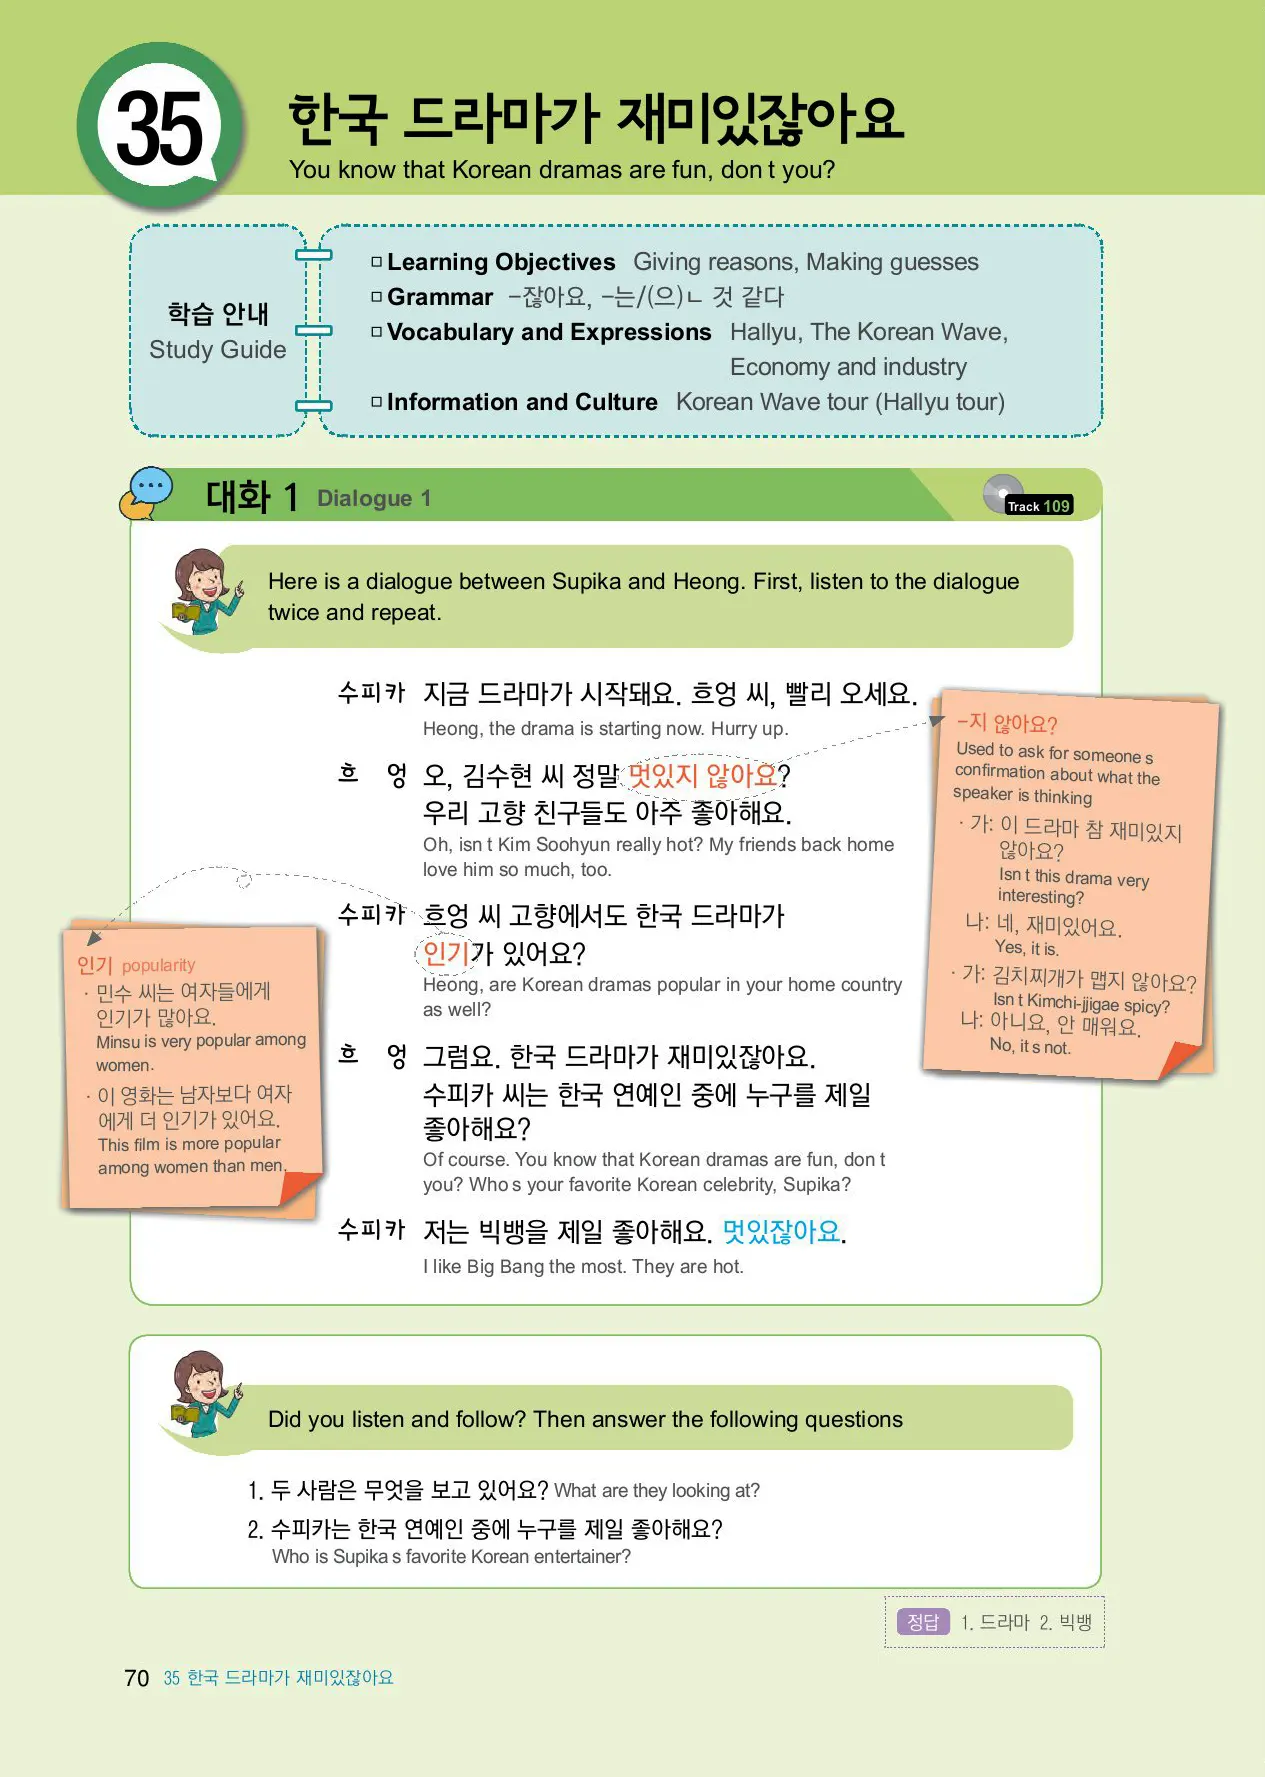 35
한국 드라마가 재미있잖아요
You know that Korean dramas are fun, don t you?
학습 안내
Study Guide
□ Learning Objectives Giving reasons, Making guesses
□ Grammar -잖아요, -는/(으)ㄴ 것 같다
□ Vocabulary and Expressions Hallyu, The Korean Wave,
Economy and industry
□ Information and Culture Korean Wave tour (Hallyu tour)
대화 1 Dialogue 1
Track 109
Here is a dialogue between Supika and Heong. First, listen to the dialogue
twice and repeat.
수피카 지금 드라마가 시작돼요. 흐엉 씨, 빨리 오세요.
Heong, the drama is starting now. Hurry up.
흐 엉 오, 김수현 씨 정말 멋있지 않아요?
우리 고향 친구들도 아주 좋아해요.
Oh, isn t Kim Soohyun really hot? My friends back home
love him so much, too.
수피카 흐엉 씨 고향에서도 한국 드라마가
인기가 있어요?
Heong, are Korean dramas popular in your home country
as well?
흐 엉 그럼요. 한국 드라마가 재미있잖아요.
수피카 씨는 한국 연예인 중에 누구를 제일
좋아해요?
Of course. You know that Korean dramas are fun, don t
you? Who s your favorite Korean celebrity, Supika?
수피카 저는 빅뱅을 제일 좋아해요. 멋있잖아요.
I like Big Bang the most. They are hot.
-지 않아요?
Used to ask for someone s
confirmation about what the
speaker is thinking
· 가: 이 드라마 참 재미있지
않아요?
Isn t this drama very
interesting?
나: 네, 재미있어요.
Yes, it is.
· 가: 김치찌개가 맵지 않아요?
Isn t Kimchi-jjigae spicy?
나: 아니요, 안 매워요.
No, it s not.
인기 popularity
· 민수 씨는 여자들에게
인기가 많아요.
Minsu is very popular among
women.
· 이 영화는 남자보다 여자
에게 더 인기가 있어요.
This film is more popular
among women than men.
Did you listen and follow? Then answer the following questions
1. 두 사람은 무엇을 보고 있어요? What are they looking at?
2. 수피카는 한국 연예인 중에 누구를 제일 좋아해요?
Who is Supika s favorite Korean entertainer?
정답 1. 드라마 2. 빅뱅
70 35 한국 드라마가 재미있잖아요